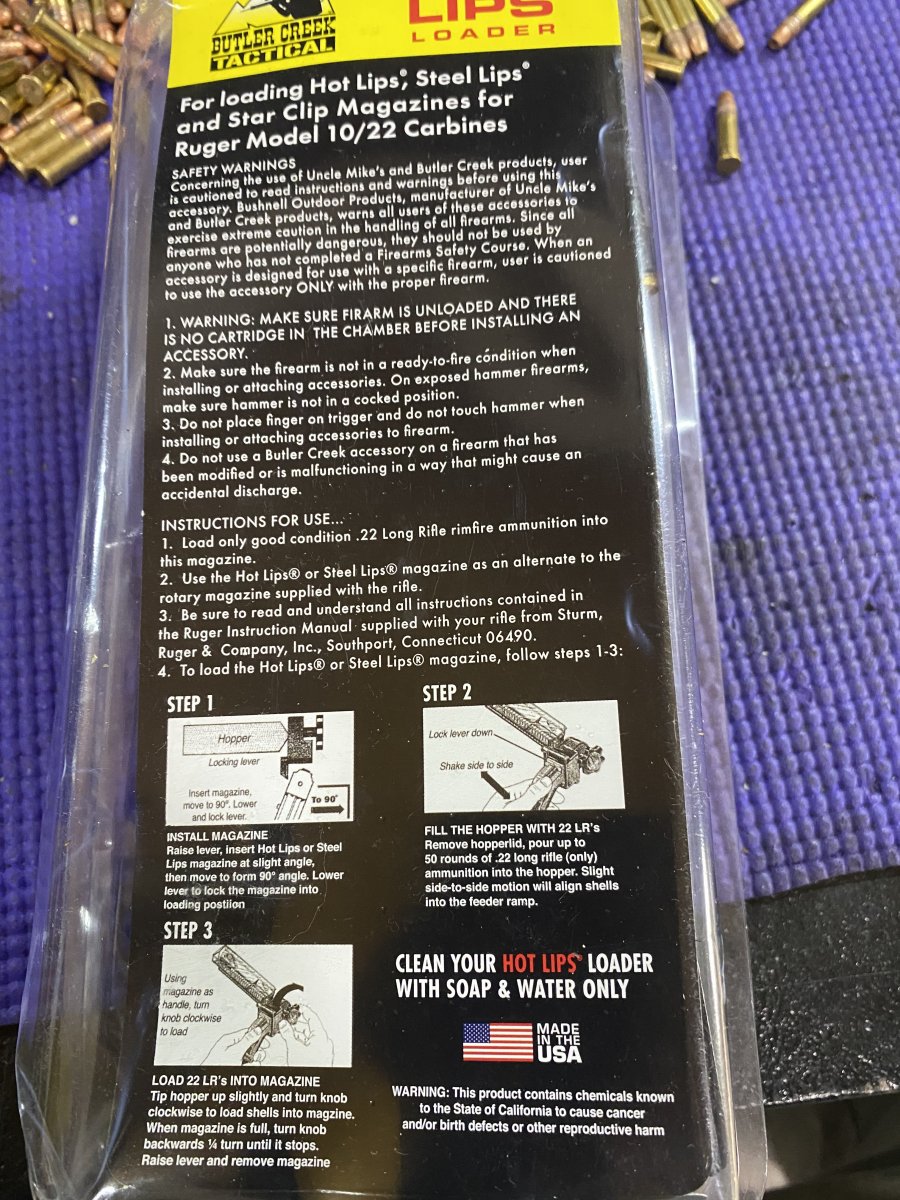 BUTLER CREEK
TACTICAL
LIPS
LOADER
For loading Hot Lips®, Steel Lips®
and Star Clip Magazines for
Ruger Model 10/22 Carbines
SAFETY WARNINGS
Concerning the use of Uncle Mike's and Butler Creek products, user
is cautioned to read instructions and warnings before using this
accessory. Bushnell Outdoor Products, manufacturer of Uncle Mike's
and Butler Creek products, warns all users of these accessories to
exercise extreme caution in the handling of all firearms. Since all
firearms are potentially dangerous, they should not be used by
anyone who has not completed a Firearms Safety Course. When an
accessory is designed for use with a specific firearm, user is cautioned
to use the accessory ONLY with the proper firearm.
1. WARNING: MAKE SURE FIRARM IS UNLOADED AND THERE
IS NO CARTRIDGE IN THE CHAMBER BEFORE INSTALLING AN
ACCESSORY.
2. Make sure the firearm is not in a ready-to-fire condition when
installing or attaching accessories. On exposed hammer firearms,
make sure hammer is not in a cocked position.
3. Do not place finger on trigger and do not touch hammer when
installing or attaching accessories to firearm.
4. Do not use a Butler Creek accessory on a firearm that has
been modified or is malfunctioning in a way that might cause an
accidental discharge.
INSTRUCTIONS FOR USE...
1. Load only good condition .22 Long Rifle rimfire ammunition into
this magazine.
2. Use the Hot Lips® or Steel Lips® magazine as an alternate to the
rotary magazine supplied with the rifle.
3. Be sure to read and understand all instructions contained in
the Ruger Instruction Manual supplied with your rifle from Sturm,
Ruger & Company, Inc., Southport, Connecticut 06490.
4. To load the Hot Lips® or Steel Lips® magazine, follow steps 1-3:
STEP 1
Hopper
Locking lever
Insert magazine,
move to 90°. Lower
and lock lever.
To 90°
INSTALL MAGAZINE
Raise lever, insert Hot Lips or Steel
Lips magazine at slight angle,
then move to form 90° angle. Lower
lever to lock the magazine into
loading postiion
STEP 2
Lock lever down
Shake side to side
FILL THE HOPPER WITH 22 LR's
Remove hopperlid, pour up to
50 rounds of .22 long rifle (only)
ammunition into the hopper. Slight
side-to-side motion will align shells
into the feeder ramp.
STEP 3
Using
magazine as
handle, turn
knob clockwise
to load
LOAD 22 LR's INTO MAGAZINE
Tip hopper up slightly and turn knob
clockwise to load shells into magzine.
When magazine is full, turn knob
backwards ¼ turn until it stops.
Raise lever and remove magazine
CLEAN YOUR HOT LIPS® LOADER
WITH SOAP & WATER ONLY
MADE
IN THE
USA
WARNING: This product contains chemicals known
to the State of California to cause cancer
and/or birth defects or other reproductive harm